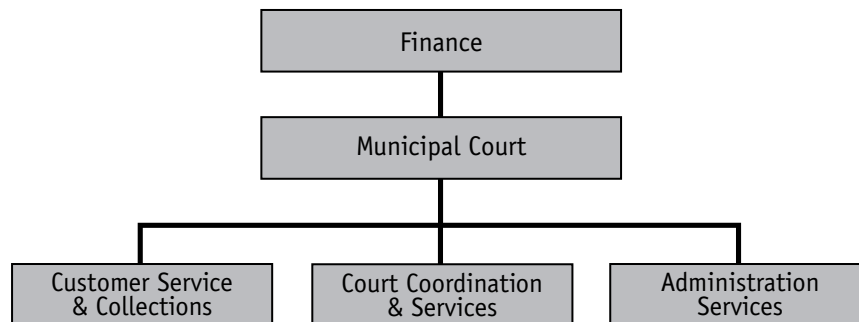 Finance
Municipal Court
Customer Service
& Collections
Court Coordination
& Services
Administration
Services